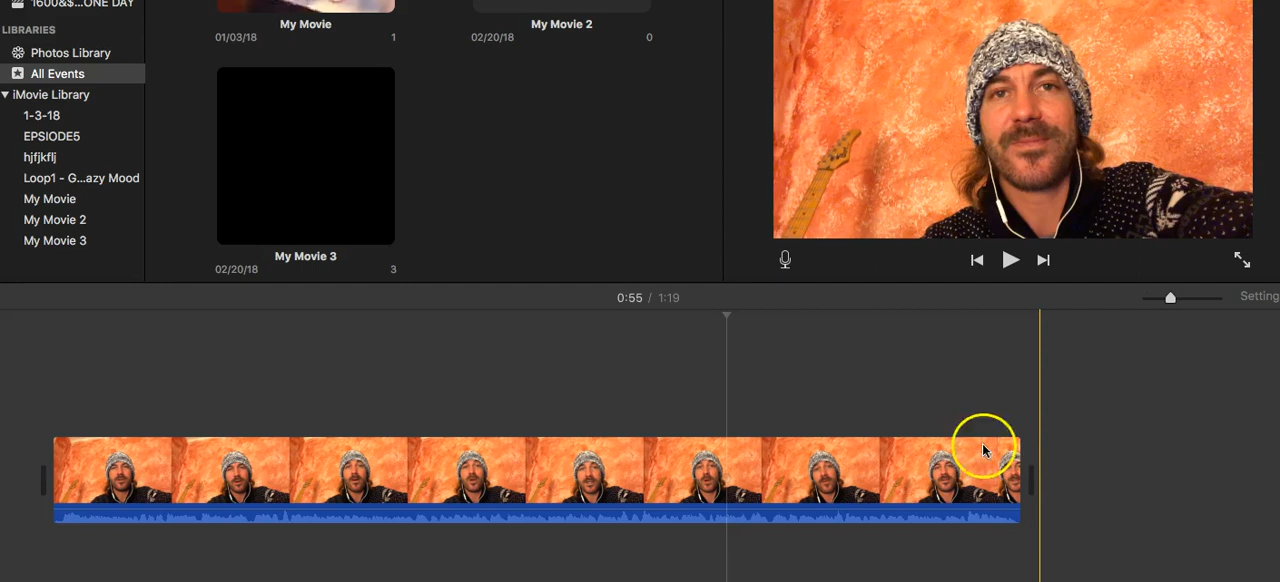 1600&$...ONE DAY
LIBRARIES
Photos Library
All Events
iMovie Library
1-3-18
EPSIODE5
hjfjkflj
Loop1 - G...azy Mood
My Movie
My Movie 2
My Movie 3
My Movie
01/03/18 1
My Movie 2
02/20/18 0
My Movie 3
02/20/18 3
0:55 / 1:19
Setting